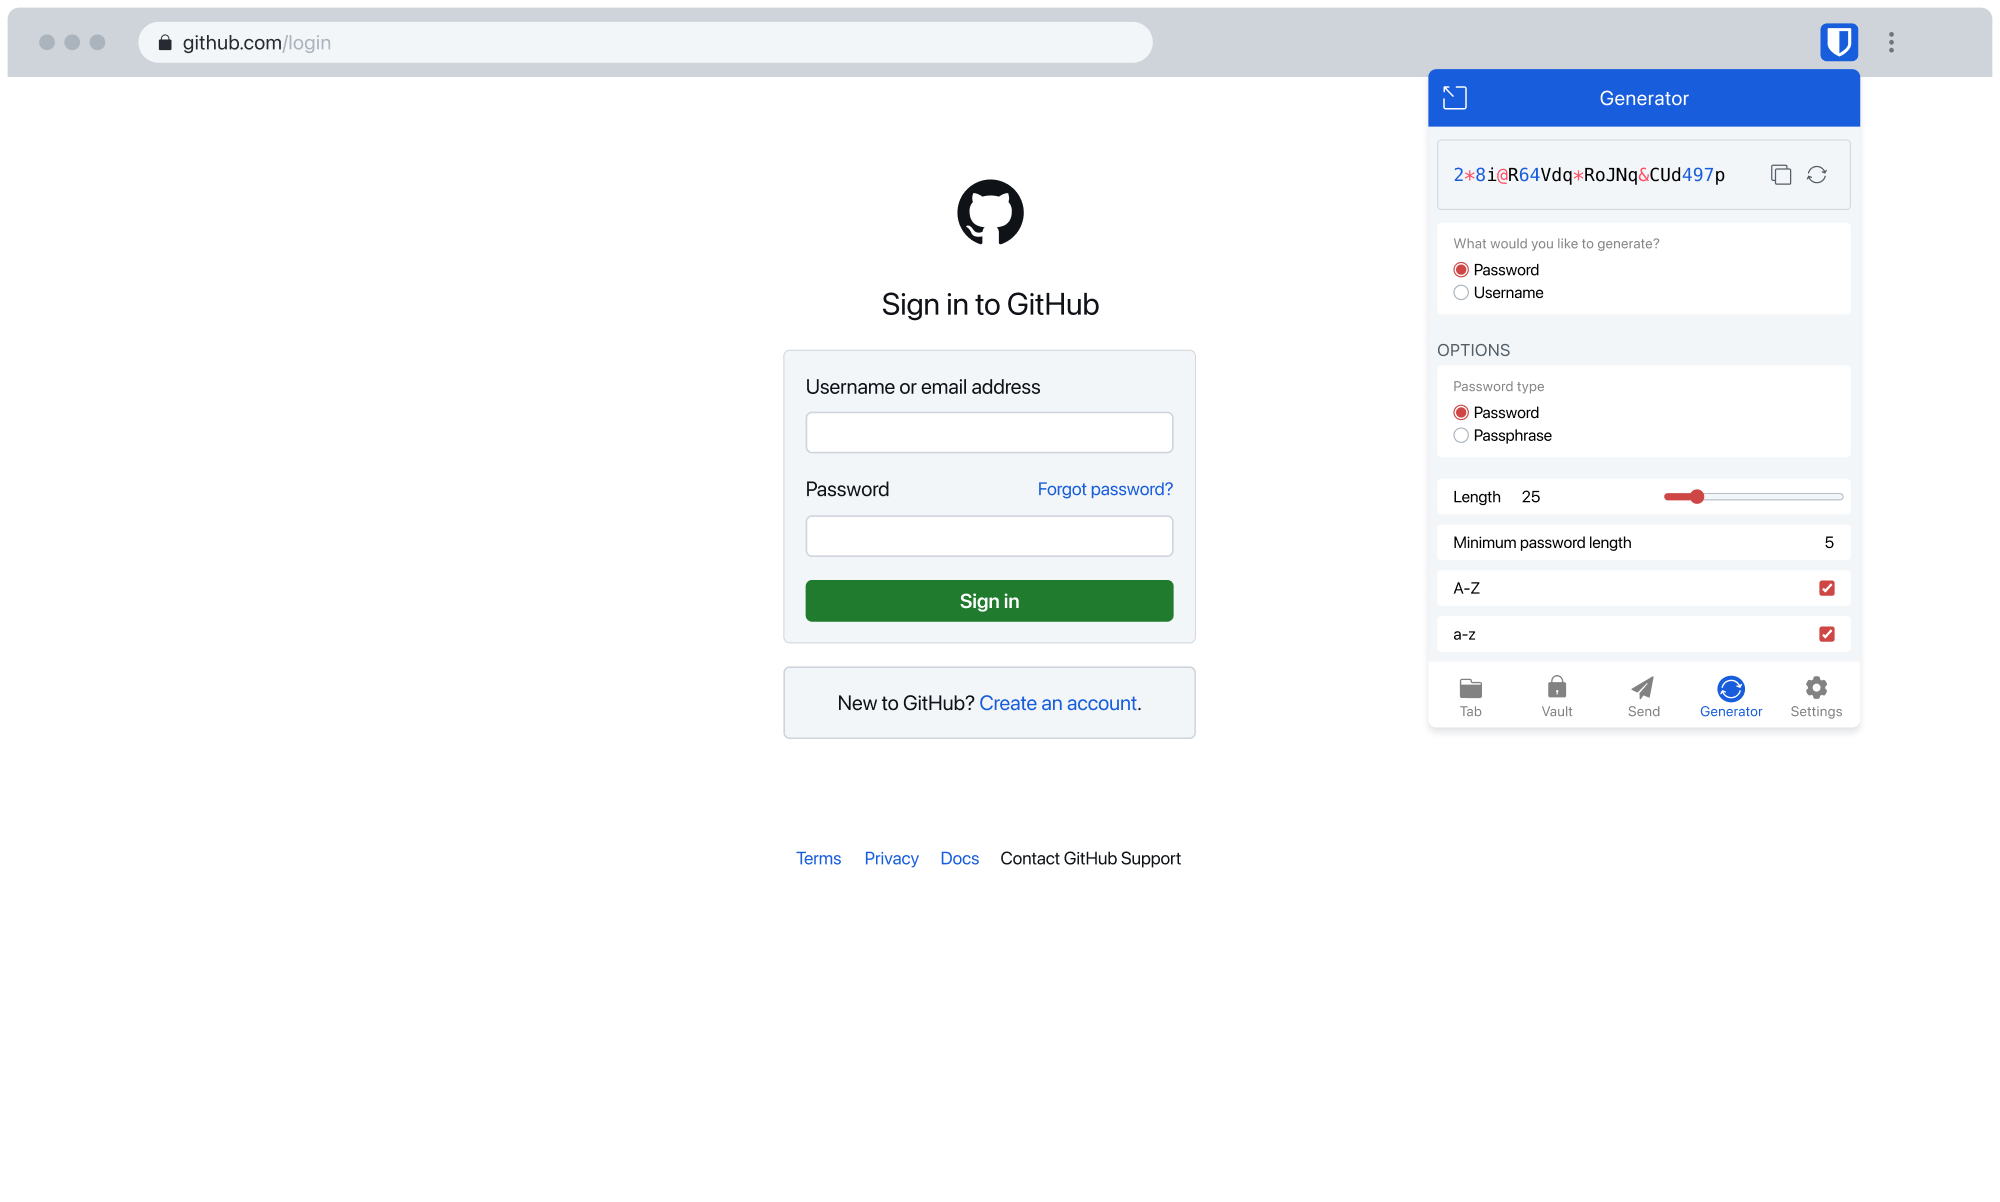 github.com/login
Generator
2*8i@R64Vdq*RoJNq&CUd497p
What would you like to generate?
Password
Username
OPTIONS
Password type
Password
Passphrase
Length 25
Minimum password length 5
A-Z
a-z
Tab Vault Send Generator Settings
Sign in to GitHub
Username or email address
Password Forgot password?
Sign in
New to GitHub? Create an account.
Terms Privacy Docs Contact GitHub Support